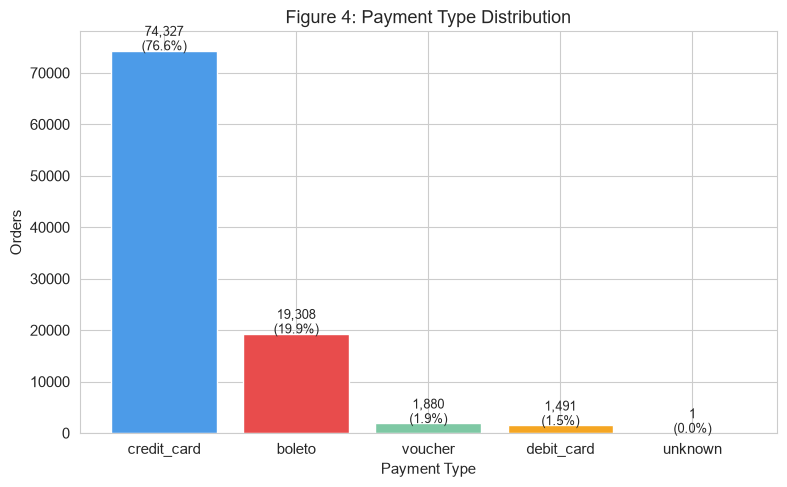 Figure 4: Payment Type Distribution
74,327
(76.6%)
19,308
(19.9%)
1,880
(1.9%)
1,491
(1.5%)
1
(0.0%)
70000
60000
50000
40000
30000
20000
10000
0
Orders
credit_card
boleto
voucher
debit_card
unknown
Payment Type